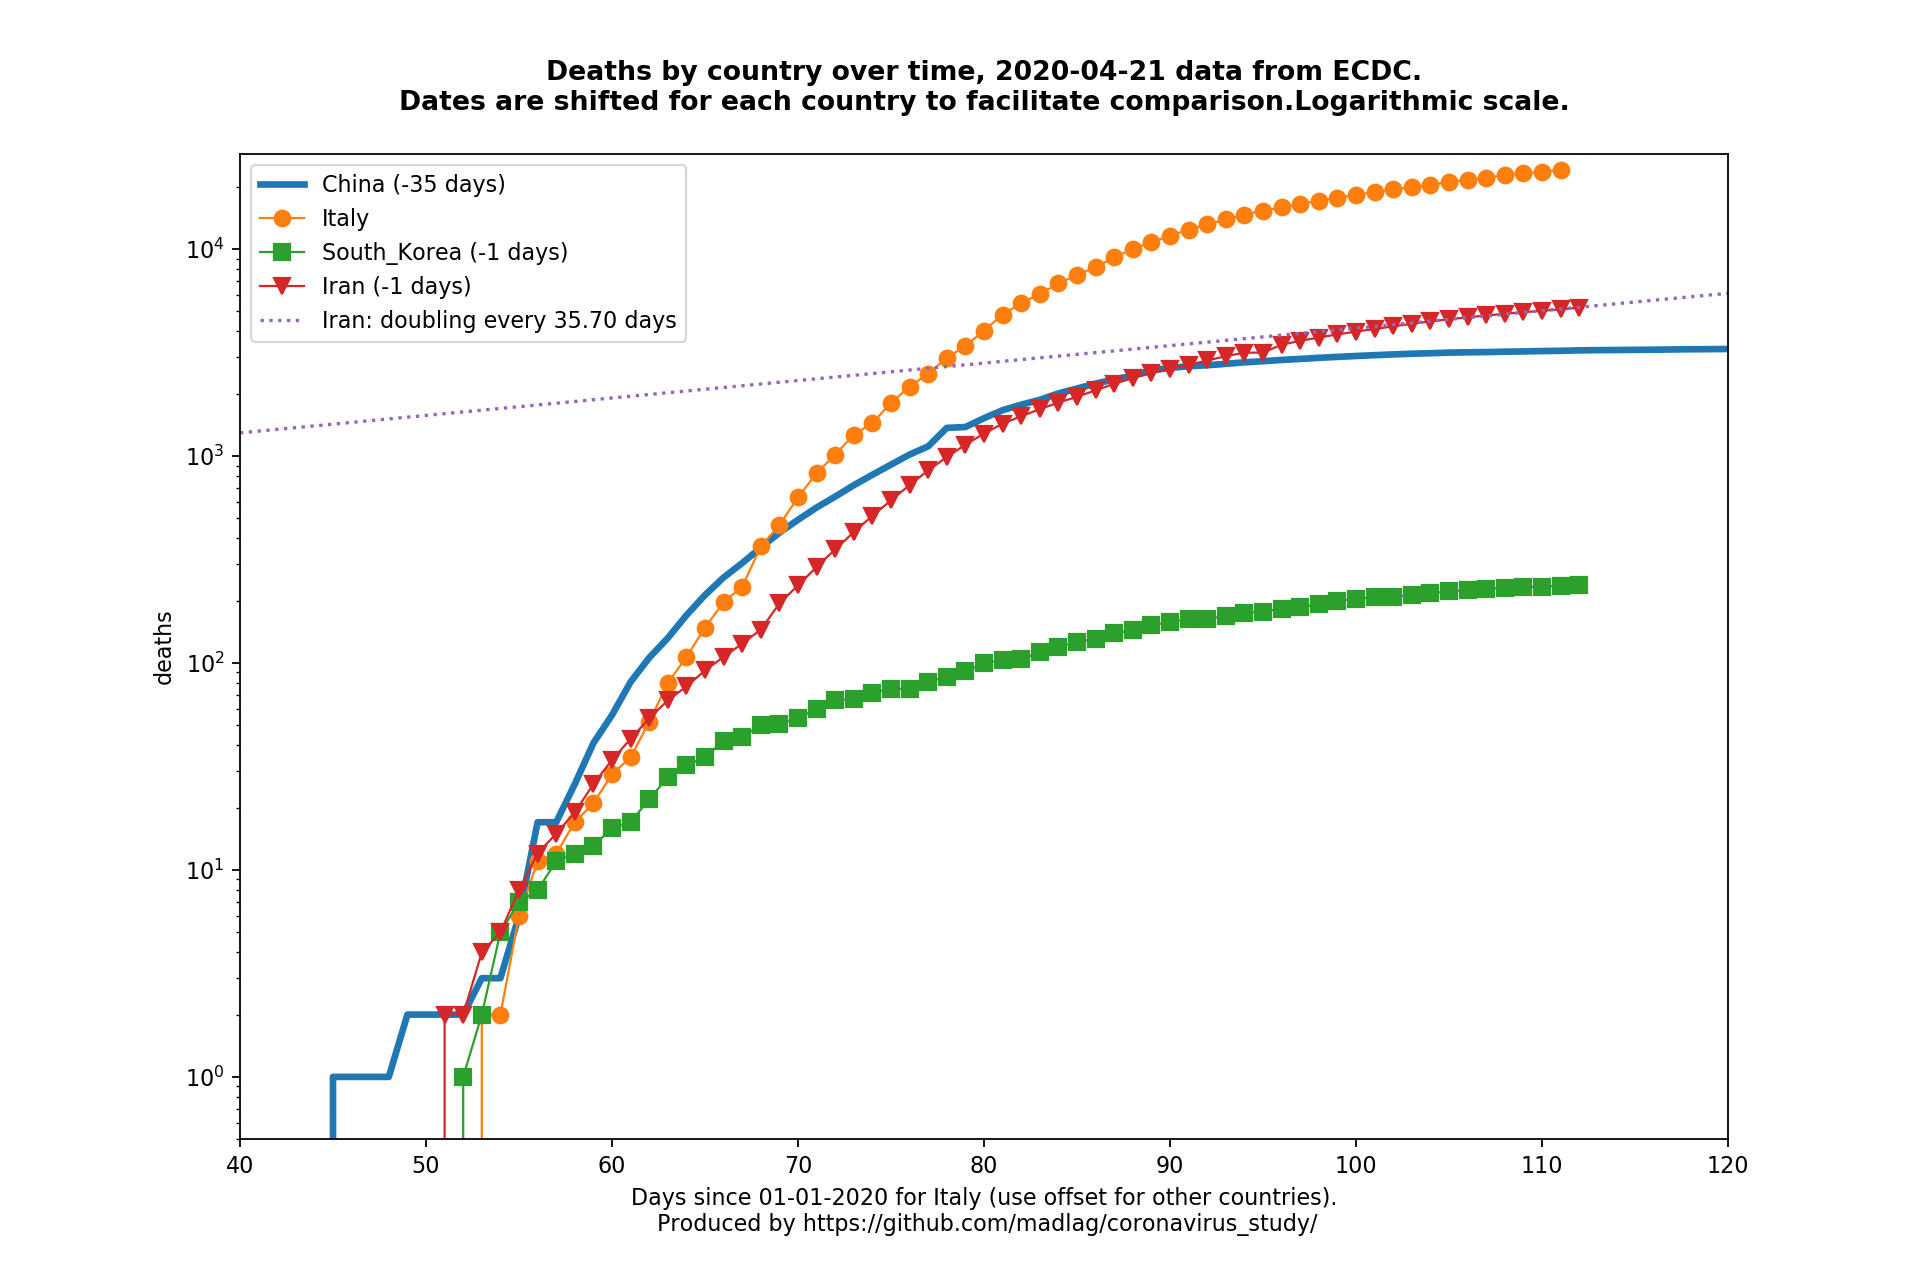 Deaths by country over time, 2020-04-21 data from ECDC.
Dates are shifted for each country to facilitate comparison.Logarithmic scale.
China (-35 days)
Italy
South_Korea (-1 days)
Iran (-1 days)
Iran: doubling every 35.70 days
deaths
10⁴
10³
10²
10¹
10⁰
40 50 60 70 80 90 100 110 120
Days since 01-01-2020 for Italy (use offset for other countries).
Produced by https://github.com/madlag/coronavirus_study/